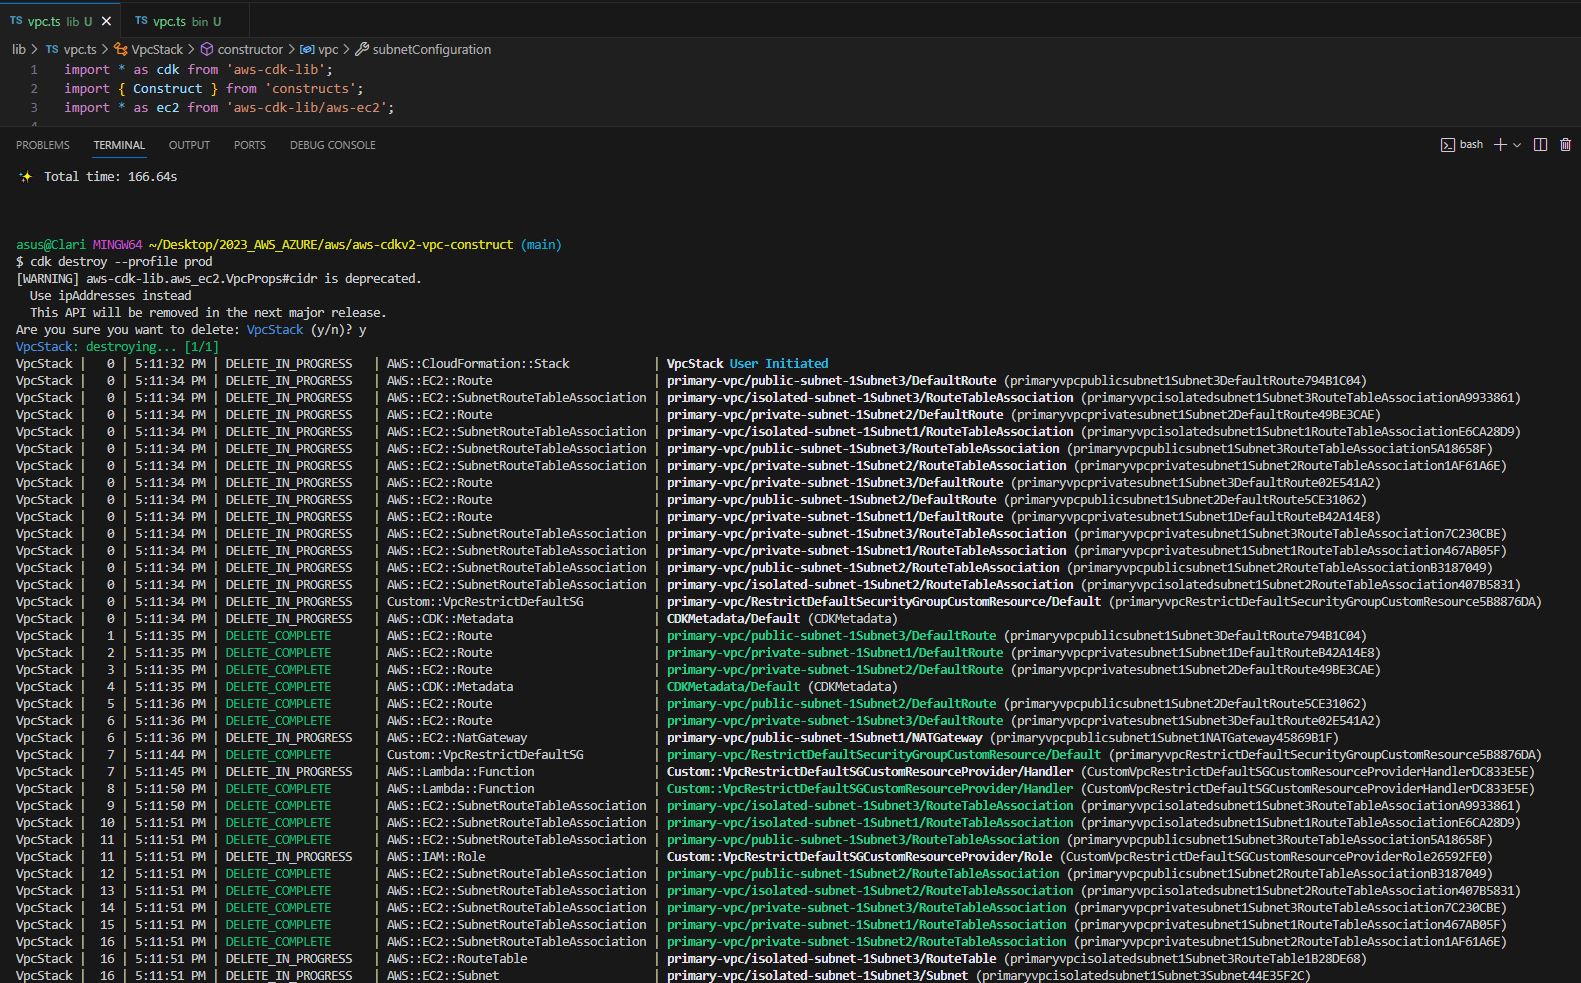 TS vpc.ts lib U × TS vpc.ts bin U
lib > TS vpc.ts > VpcStack > constructor > vpc > subnetConfiguration
1 import * as cdk from 'aws-cdk-lib';
2 import { Construct } from 'constructs';
3 import * as ec2 from 'aws-cdk-lib/aws-ec2';
4
PROBLEMS TERMINAL OUTPUT PORTS DEBUG CONSOLE bash
Total time: 166.64s
asus@Clari MINGW64 ~/Desktop/2023_AWS_AZURE/aws/aws-cdkv2-vpc-construct (main)
$ cdk destroy --profile prod
[WARNING] aws-cdk-lib.aws_ec2.VpcProps#cidr is deprecated.
Use ipAddresses instead
This API will be removed in the next major release.
Are you sure you want to delete: VpcStack (y/n)? y
VpcStack: destroying... [1/1]
VpcStack | 0 | 5:11:32 PM | DELETE_IN_PROGRESS | AWS::CloudFormation::Stack | VpcStack User Initiated
VpcStack | 0 | 5:11:34 PM | DELETE_IN_PROGRESS | AWS::EC2::Route | primary-vpc/public-subnet-1Subnet3/DefaultRoute (primaryvpcpublicsubnet1Subnet3DefaultRoute794B1C04)
VpcStack | 0 | 5:11:34 PM | DELETE_IN_PROGRESS | AWS::EC2::SubnetRouteTableAssociation | primary-vpc/isolated-subnet-1Subnet3/RouteTableAssociation (primaryvpcisolatedsubnet1Subnet3RouteTableAssociationA9933861)
VpcStack | 0 | 5:11:34 PM | DELETE_IN_PROGRESS | AWS::EC2::Route | primary-vpc/private-subnet-1Subnet2/DefaultRoute (primaryvpcprivatesubnet1Subnet2DefaultRoute49BE3CAE)
VpcStack | 0 | 5:11:34 PM | DELETE_IN_PROGRESS | AWS::EC2::SubnetRouteTableAssociation | primary-vpc/isolated-subnet-1Subnet1/RouteTableAssociation (primaryvpcisolatedsubnet1Subnet1RouteTableAssociationE6CA28D9)
VpcStack | 0 | 5:11:34 PM | DELETE_IN_PROGRESS | AWS::EC2::SubnetRouteTableAssociation | primary-vpc/public-subnet-1Subnet3/RouteTableAssociation (primaryvpcpublicsubnet1Subnet3RouteTableAssociation5A18658F)
VpcStack | 0 | 5:11:34 PM | DELETE_IN_PROGRESS | AWS::EC2::SubnetRouteTableAssociation | primary-vpc/private-subnet-1Subnet2/RouteTableAssociation (primaryvpcprivatesubnet1Subnet2RouteTableAssociation1AF61A6E)
VpcStack | 0 | 5:11:34 PM | DELETE_IN_PROGRESS | AWS::EC2::Route | primary-vpc/private-subnet-1Subnet3/DefaultRoute (primaryvpcprivatesubnet1Subnet3DefaultRoute02E541A2)
VpcStack | 0 | 5:11:34 PM | DELETE_IN_PROGRESS | AWS::EC2::Route | primary-vpc/public-subnet-1Subnet2/DefaultRoute (primaryvpcpublicsubnet1Subnet2DefaultRoute5CE31062)
VpcStack | 0 | 5:11:34 PM | DELETE_IN_PROGRESS | AWS::EC2::Route | primary-vpc/private-subnet-1Subnet1/DefaultRoute (primaryvpcprivatesubnet1Subnet1DefaultRouteB42A14E8)
VpcStack | 0 | 5:11:34 PM | DELETE_IN_PROGRESS | AWS::EC2::SubnetRouteTableAssociation | primary-vpc/private-subnet-1Subnet3/RouteTableAssociation (primaryvpcprivatesubnet1Subnet3RouteTableAssociation7C230CBE)
VpcStack | 0 | 5:11:34 PM | DELETE_IN_PROGRESS | AWS::EC2::SubnetRouteTableAssociation | primary-vpc/private-subnet-1Subnet1/RouteTableAssociation (primaryvpcprivatesubnet1Subnet1RouteTableAssociation467AB05F)
VpcStack | 0 | 5:11:34 PM | DELETE_IN_PROGRESS | AWS::EC2::SubnetRouteTableAssociation | primary-vpc/public-subnet-1Subnet2/RouteTableAssociation (primaryvpcpublicsubnet1Subnet2RouteTableAssociationB3187049)
VpcStack | 0 | 5:11:34 PM | DELETE_IN_PROGRESS | AWS::EC2::SubnetRouteTableAssociation | primary-vpc/isolated-subnet-1Subnet2/RouteTableAssociation (primaryvpcisolatedsubnet1Subnet2RouteTableAssociation407B5831)
VpcStack | 0 | 5:11:34 PM | DELETE_IN_PROGRESS | Custom::VpcRestrictDefaultSG | primary-vpc/RestrictDefaultSecurityGroupCustomResource/Default (primaryvpcRestrictDefaultSecurityGroupCustomResource5B8876DA)
VpcStack | 0 | 5:11:34 PM | DELETE_IN_PROGRESS | AWS::CDK::Metadata | CDKMetadata/Default (CDKMetadata)
VpcStack | 1 | 5:11:35 PM | DELETE_COMPLETE | AWS::EC2::Route | primary-vpc/public-subnet-1Subnet3/DefaultRoute (primaryvpcpublicsubnet1Subnet3DefaultRoute794B1C04)
VpcStack | 2 | 5:11:35 PM | DELETE_COMPLETE | AWS::EC2::Route | primary-vpc/private-subnet-1Subnet1/DefaultRoute (primaryvpcprivatesubnet1Subnet1DefaultRouteB42A14E8)
VpcStack | 3 | 5:11:35 PM | DELETE_COMPLETE | AWS::EC2::Route | primary-vpc/private-subnet-1Subnet2/DefaultRoute (primaryvpcprivatesubnet1Subnet2DefaultRoute49BE3CAE)
VpcStack | 4 | 5:11:35 PM | DELETE_COMPLETE | AWS::CDK::Metadata | CDKMetadata/Default (CDKMetadata)
VpcStack | 5 | 5:11:36 PM | DELETE_COMPLETE | AWS::EC2::Route | primary-vpc/public-subnet-1Subnet2/DefaultRoute (primaryvpcpublicsubnet1Subnet2DefaultRoute5CE31062)
VpcStack | 6 | 5:11:36 PM | DELETE_COMPLETE | AWS::EC2::Route | primary-vpc/private-subnet-1Subnet3/DefaultRoute (primaryvpcprivatesubnet1Subnet3DefaultRoute02E541A2)
VpcStack | 6 | 5:11:36 PM | DELETE_IN_PROGRESS | AWS::EC2::NatGateway | primary-vpc/public-subnet-1Subnet1/NATGateway (primaryvpcpublicsubnet1Subnet1NATGateway45869B1F)
VpcStack | 7 | 5:11:44 PM | DELETE_COMPLETE | Custom::VpcRestrictDefaultSG | primary-vpc/RestrictDefaultSecurityGroupCustomResource/Default (primaryvpcRestrictDefaultSecurityGroupCustomResource5B8876DA)
VpcStack | 7 | 5:11:45 PM | DELETE_IN_PROGRESS | AWS::Lambda::Function | Custom::VpcRestrictDefaultSGCustomResourceProvider/Handler (CustomVpcRestrictDefaultSGCustomResourceProviderHandlerDC833E5E)
VpcStack | 8 | 5:11:50 PM | DELETE_COMPLETE | AWS::Lambda::Function | Custom::VpcRestrictDefaultSGCustomResourceProvider/Handler (CustomVpcRestrictDefaultSGCustomResourceProviderHandlerDC833E5E)
VpcStack | 9 | 5:11:50 PM | DELETE_COMPLETE | AWS::EC2::SubnetRouteTableAssociation | primary-vpc/isolated-subnet-1Subnet3/RouteTableAssociation (primaryvpcisolatedsubnet1Subnet3RouteTableAssociationA9933861)
VpcStack | 10 | 5:11:51 PM | DELETE_COMPLETE | AWS::EC2::SubnetRouteTableAssociation | primary-vpc/isolated-subnet-1Subnet1/RouteTableAssociation (primaryvpcisolatedsubnet1Subnet1RouteTableAssociationE6CA28D9)
VpcStack | 11 | 5:11:51 PM | DELETE_COMPLETE | AWS::EC2::SubnetRouteTableAssociation | primary-vpc/public-subnet-1Subnet3/RouteTableAssociation (primaryvpcpublicsubnet1Subnet3RouteTableAssociation5A18658F)
VpcStack | 11 | 5:11:51 PM | DELETE_IN_PROGRESS | AWS::IAM::Role | Custom::VpcRestrictDefaultSGCustomResourceProvider/Role (CustomVpcRestrictDefaultSGCustomResourceProviderRole26592FE0)
VpcStack | 12 | 5:11:51 PM | DELETE_COMPLETE | AWS::EC2::SubnetRouteTableAssociation | primary-vpc/public-subnet-1Subnet2/RouteTableAssociation (primaryvpcpublicsubnet1Subnet2RouteTableAssociationB3187049)
VpcStack | 13 | 5:11:51 PM | DELETE_COMPLETE | AWS::EC2::SubnetRouteTableAssociation | primary-vpc/isolated-subnet-1Subnet2/RouteTableAssociation (primaryvpcisolatedsubnet1Subnet2RouteTableAssociation407B5831)
VpcStack | 14 | 5:11:51 PM | DELETE_COMPLETE | AWS::EC2::SubnetRouteTableAssociation | primary-vpc/private-subnet-1Subnet3/RouteTableAssociation (primaryvpcprivatesubnet1Subnet3RouteTableAssociation7C230CBE)
VpcStack | 15 | 5:11:51 PM | DELETE_COMPLETE | AWS::EC2::SubnetRouteTableAssociation | primary-vpc/private-subnet-1Subnet1/RouteTableAssociation (primaryvpcprivatesubnet1Subnet1RouteTableAssociation467AB05F)
VpcStack | 16 | 5:11:51 PM | DELETE_COMPLETE | AWS::EC2::SubnetRouteTableAssociation | primary-vpc/private-subnet-1Subnet2/RouteTableAssociation (primaryvpcprivatesubnet1Subnet2RouteTableAssociation1AF61A6E)
VpcStack | 16 | 5:11:51 PM | DELETE_IN_PROGRESS | AWS::EC2::RouteTable | primary-vpc/isolated-subnet-1Subnet3/RouteTable (primaryvpcisolatedsubnet1Subnet3RouteTable1B28DE68)
VpcStack | 16 | 5:11:51 PM | DELETE_IN_PROGRESS | AWS::EC2::Subnet | primary-vpc/isolated-subnet-1Subnet3/Subnet (primaryvpcisolatedsubnet1Subnet3Subnet44E35F2C)